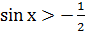 sin x > −1/2